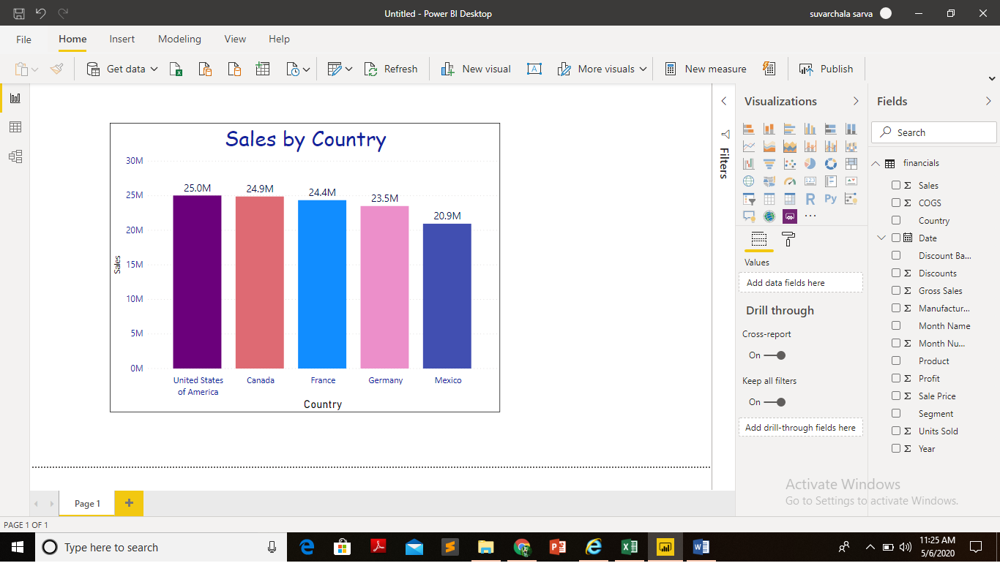 Untitled - Power BI Desktop
suvarchala sarva
File Home Insert Modeling View Help
Get data Refresh New visual A More visuals New measure Publish
Sales by Country
30M
25M
20M
15M
10M
5M
0M
Sales
25.0M 24.9M 24.4M 23.5M 20.9M
United States of America Canada France Germany Mexico
Country
Filters
Visualizations
123
R Py
...
Values
Add data fields here
Drill through
Cross-report
On
Keep all filters
On
Add drill-through fields here
Fields
Search
financials
Σ Sales
Σ COGS
Country
Date
Discount Ba...
Σ Discounts
Σ Gross Sales
Σ Manufactur...
Month Name
Σ Month Nu...
Product
Σ Profit
Σ Sale Price
Segment
Σ Units Sold
Σ Year
Activate Windows
Go to Settings to activate Windows.
Page 1 +
PAGE 1 OF 1
Type here to search
11:25 AM
5/6/2020